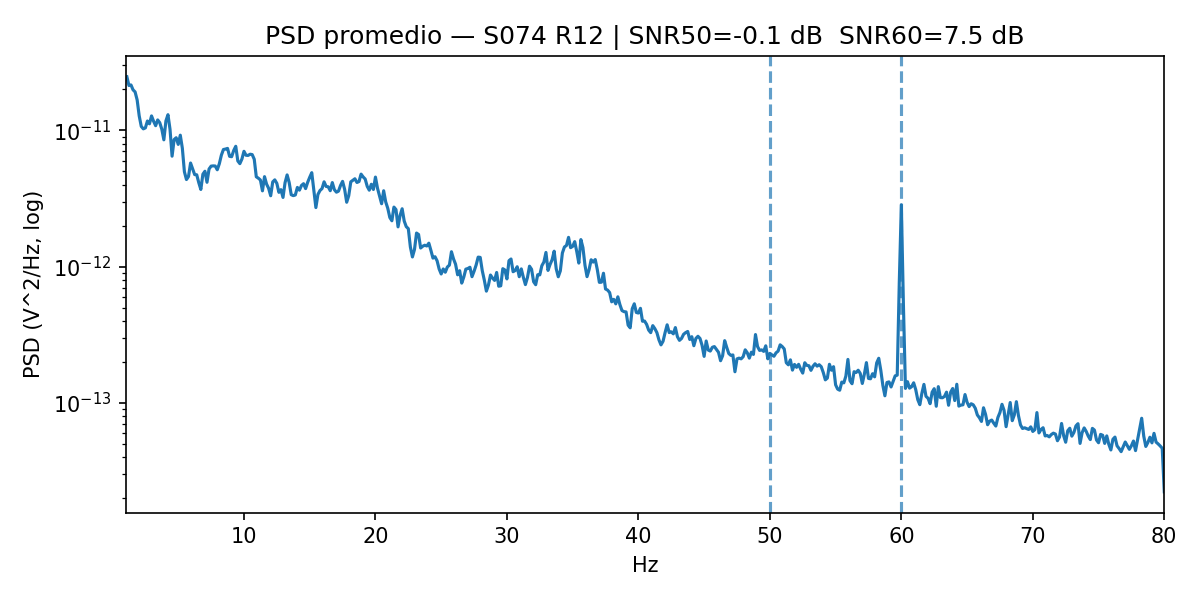 PSD promedio — S074 R12 | SNR50=-0.1 dB  SNR60=7.5 dB
PSD (V^2/Hz, log)
10⁻¹¹
10⁻¹²
10⁻¹³
10 20 30 40 50 60 70 80
Hz